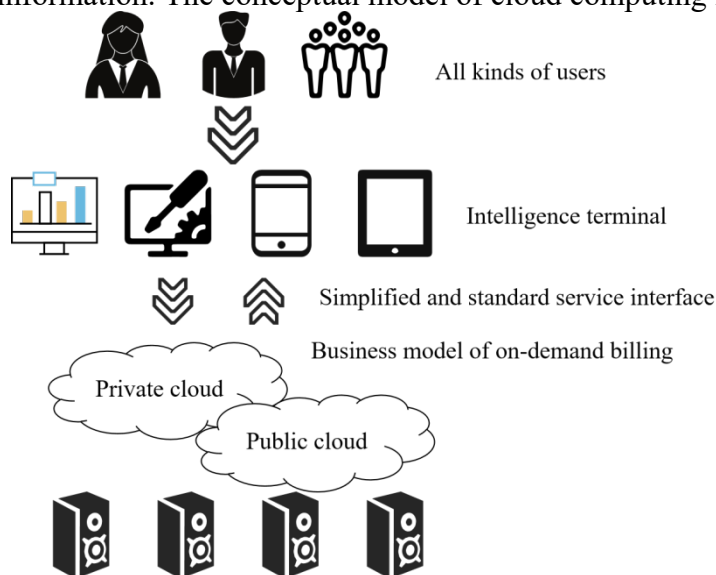 information. The conceptual model of cloud computing
All kinds of users
Intelligence terminal
Simplified and standard service interface
Business model of on-demand billing
Private cloud
Public cloud